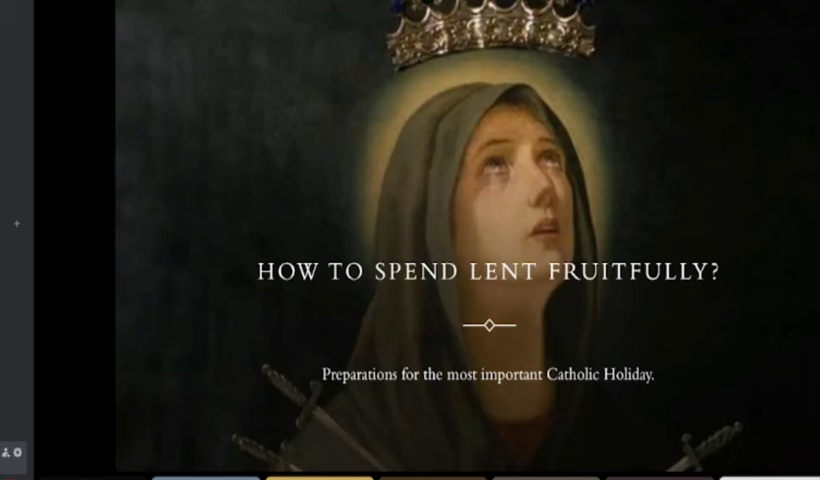 HOW TO SPEND LENT FRUITFULLY?
Preparations for the most important Catholic Holiday.